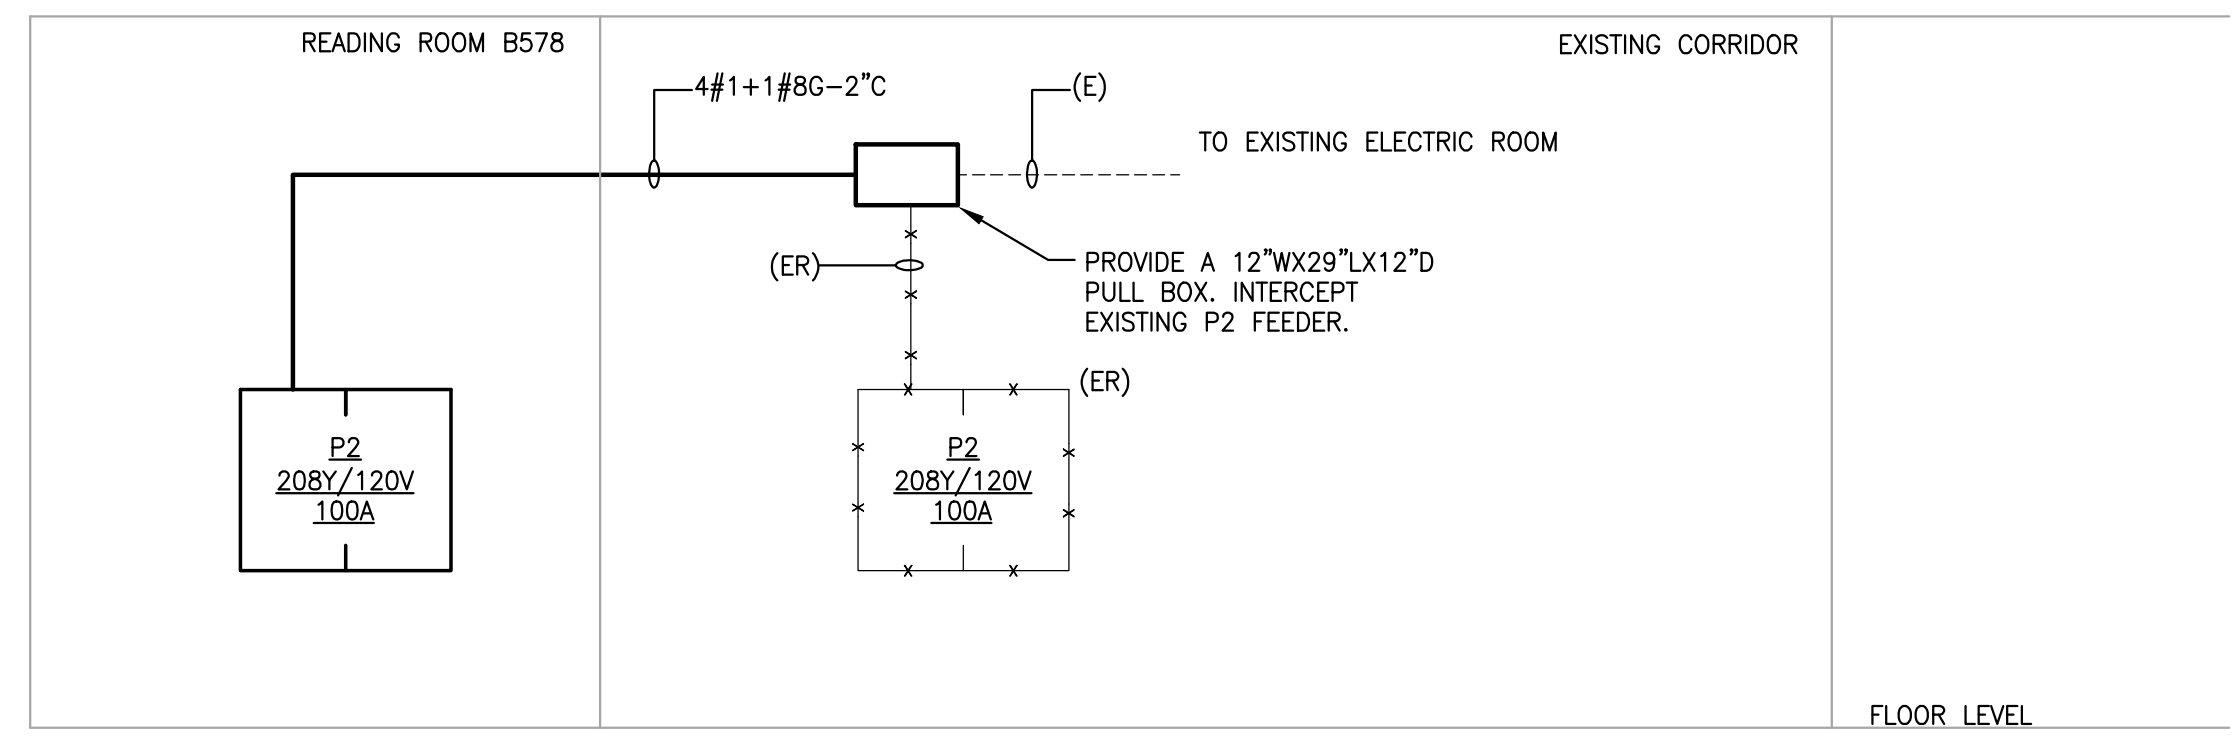 READING ROOM B578
EXISTING CORRIDOR
4#1+1#8G-2"C
(E)
TO EXISTING ELECTRIC ROOM
(ER)
PROVIDE A 12"WX29"LX12"D
PULL BOX. INTERCEPT
EXISTING P2 FEEDER.
(ER)
P2
208Y/120V
100A
P2
208Y/120V
100A
FLOOR LEVEL